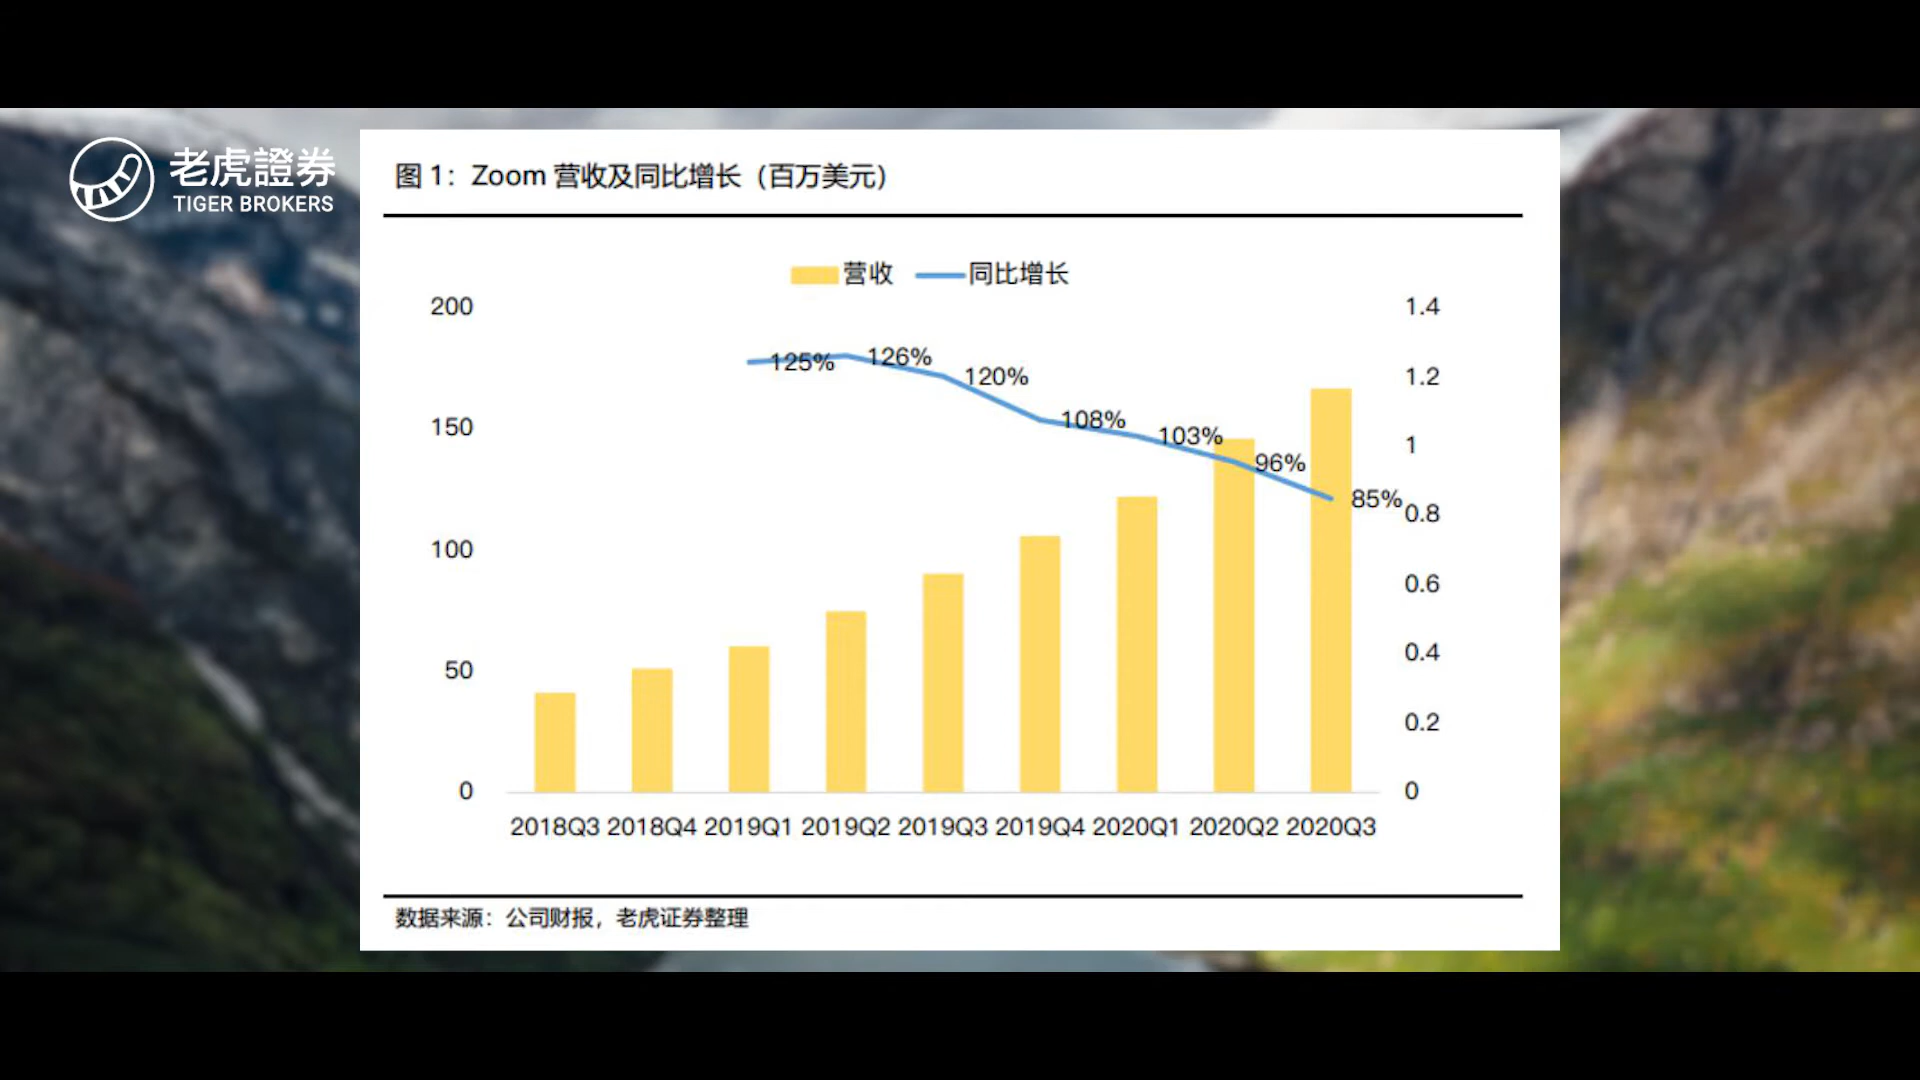 老虎證券
TIGER BROKERS
图 1：Zoom 营收及同比增长（百万美元）
营收 同比增长
200 1.4
125% 126% 120% 1.2
150 108% 103% 1
96%
85%
0.8
100
0.6
50 0.4
0.2
0 0
2018Q3 2018Q4 2019Q1 2019Q2 2019Q3 2019Q4 2020Q1 2020Q2 2020Q3
数据来源：公司财报，老虎证券整理